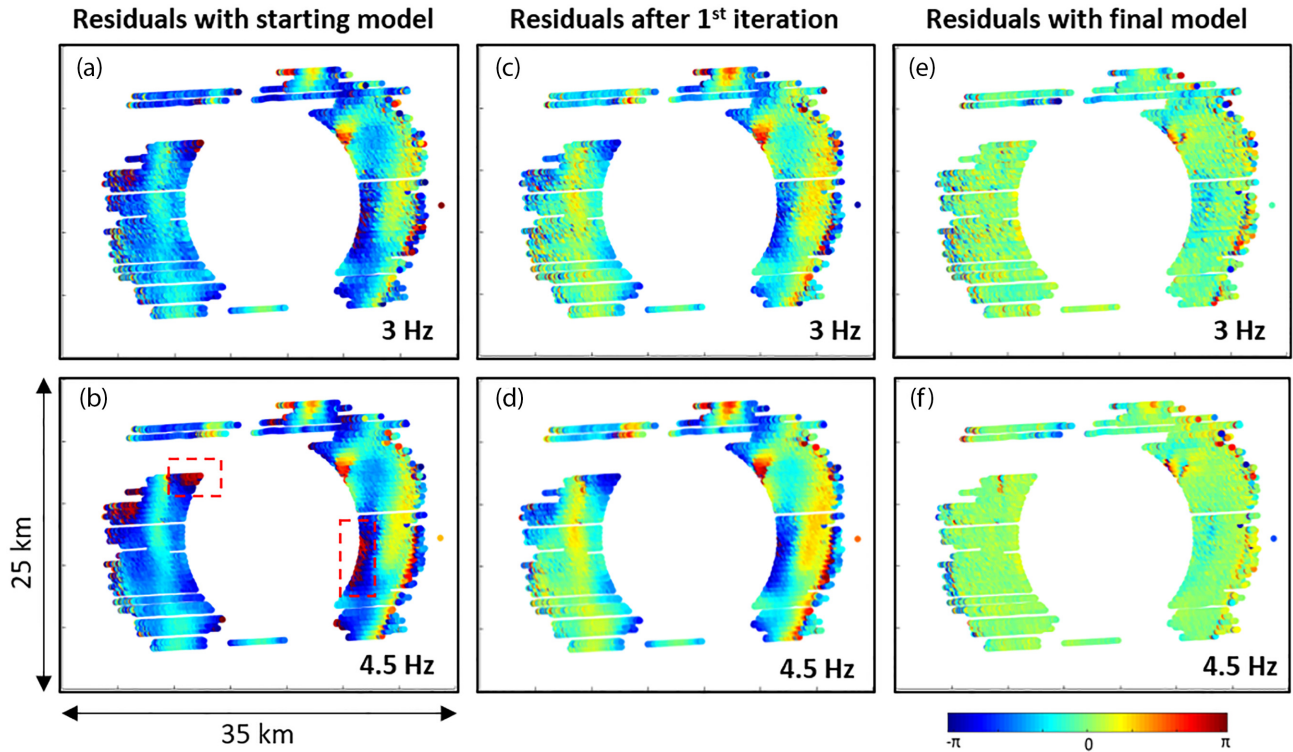 Residuals with starting model
Residuals after 1st iteration
Residuals with final model
(a)
(c)
(e)
3 Hz
3 Hz
3 Hz
(b)
(d)
(f)
4.5 Hz
4.5 Hz
4.5 Hz
25 km
35 km
-π
0
π